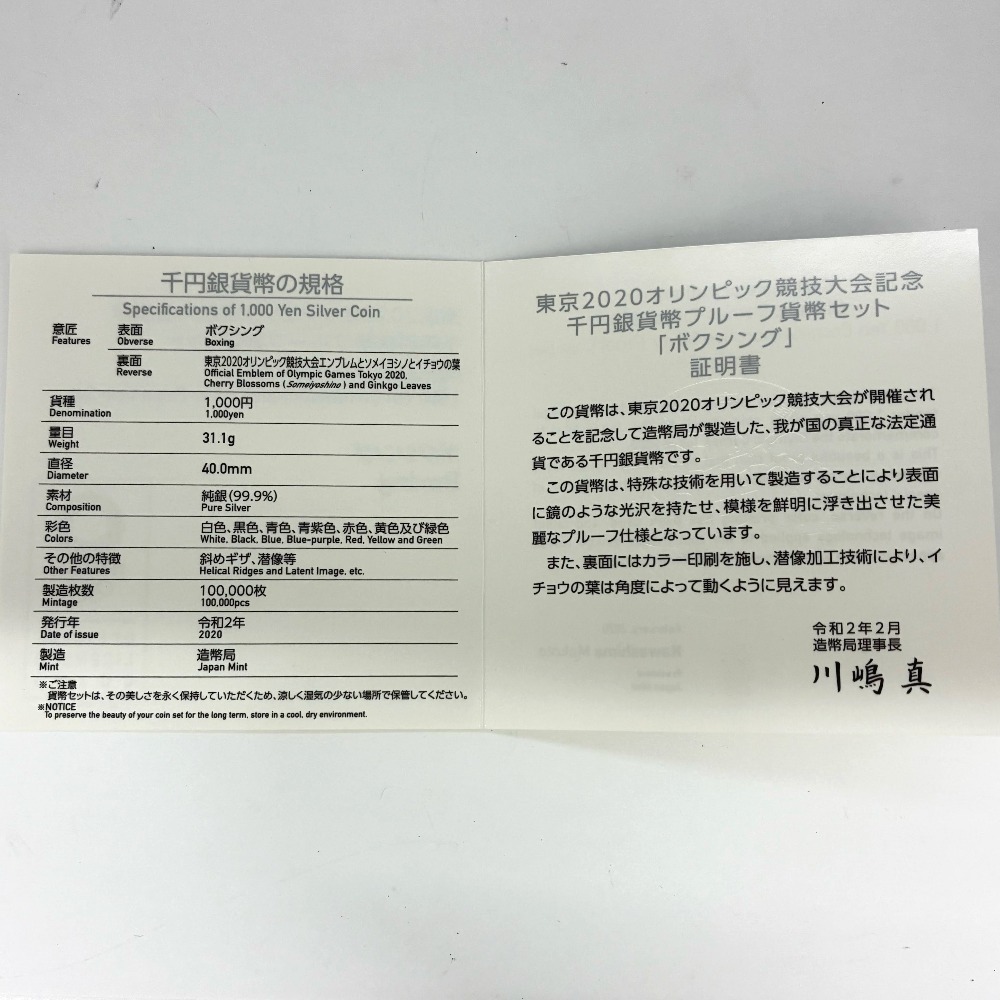 千円銀貨幣の規格
Specifications of 1,000 Yen Silver Coin
意匠 表面 ボクシング
Features Obverse Boxing
裏面 東京2020オリンピック競技大会エンブレムとソメイヨシノとイチョウの葉
Reverse Official Emblem of Olympic Games Tokyo 2020,
Cherry Blossoms (Someiyoshino) and Ginkgo Leaves
貨種 1,000円
Denomination 1,000yen
量目 31.1g
Weight
直径 40.0mm
Diameter
素材 純銀(99.9%)
Composition Pure Silver
彩色 白色、黒色、青色、青紫色、赤色、黄色及び緑色
Colors White, Black, Blue, Blue-purple, Red, Yellow and Green
その他の特徴 斜めギザ、潜像等
Other Features Helical Ridges and Latent Image, etc.
製造枚数 100,000枚
Mintage 100,000pcs
発行年 令和2年
Date of issue 2020
製造 造幣局
Mint Japan Mint
※ご注意
貨幣セットは、その美しさを永く保持していただくため、涼しく湿気の少ない場所で保管してください。
※NOTICE
To preserve the beauty of your coin set for the long term, store in a cool, dry environment.
東京2020オリンピック競技大会記念
千円銀貨幣プルーフ貨幣セット
「ボクシング」
証明書
この貨幣は、東京2020オリンピック競技大会が開催され
ることを記念して造幣局が製造した、我が国の真正な法定通
貨である千円銀貨幣です。
この貨幣は、特殊な技術を用いて製造することにより表面
に鏡のような光沢を持たせ、模様を鮮明に浮き出させた美
麗なプルーフ仕様となっています。
また、裏面にはカラー印刷を施し、潜像加工技術により、イ
チョウの葉は角度によって動くように見えます。
令和2年2月
造幣局理事長
川嶋 真